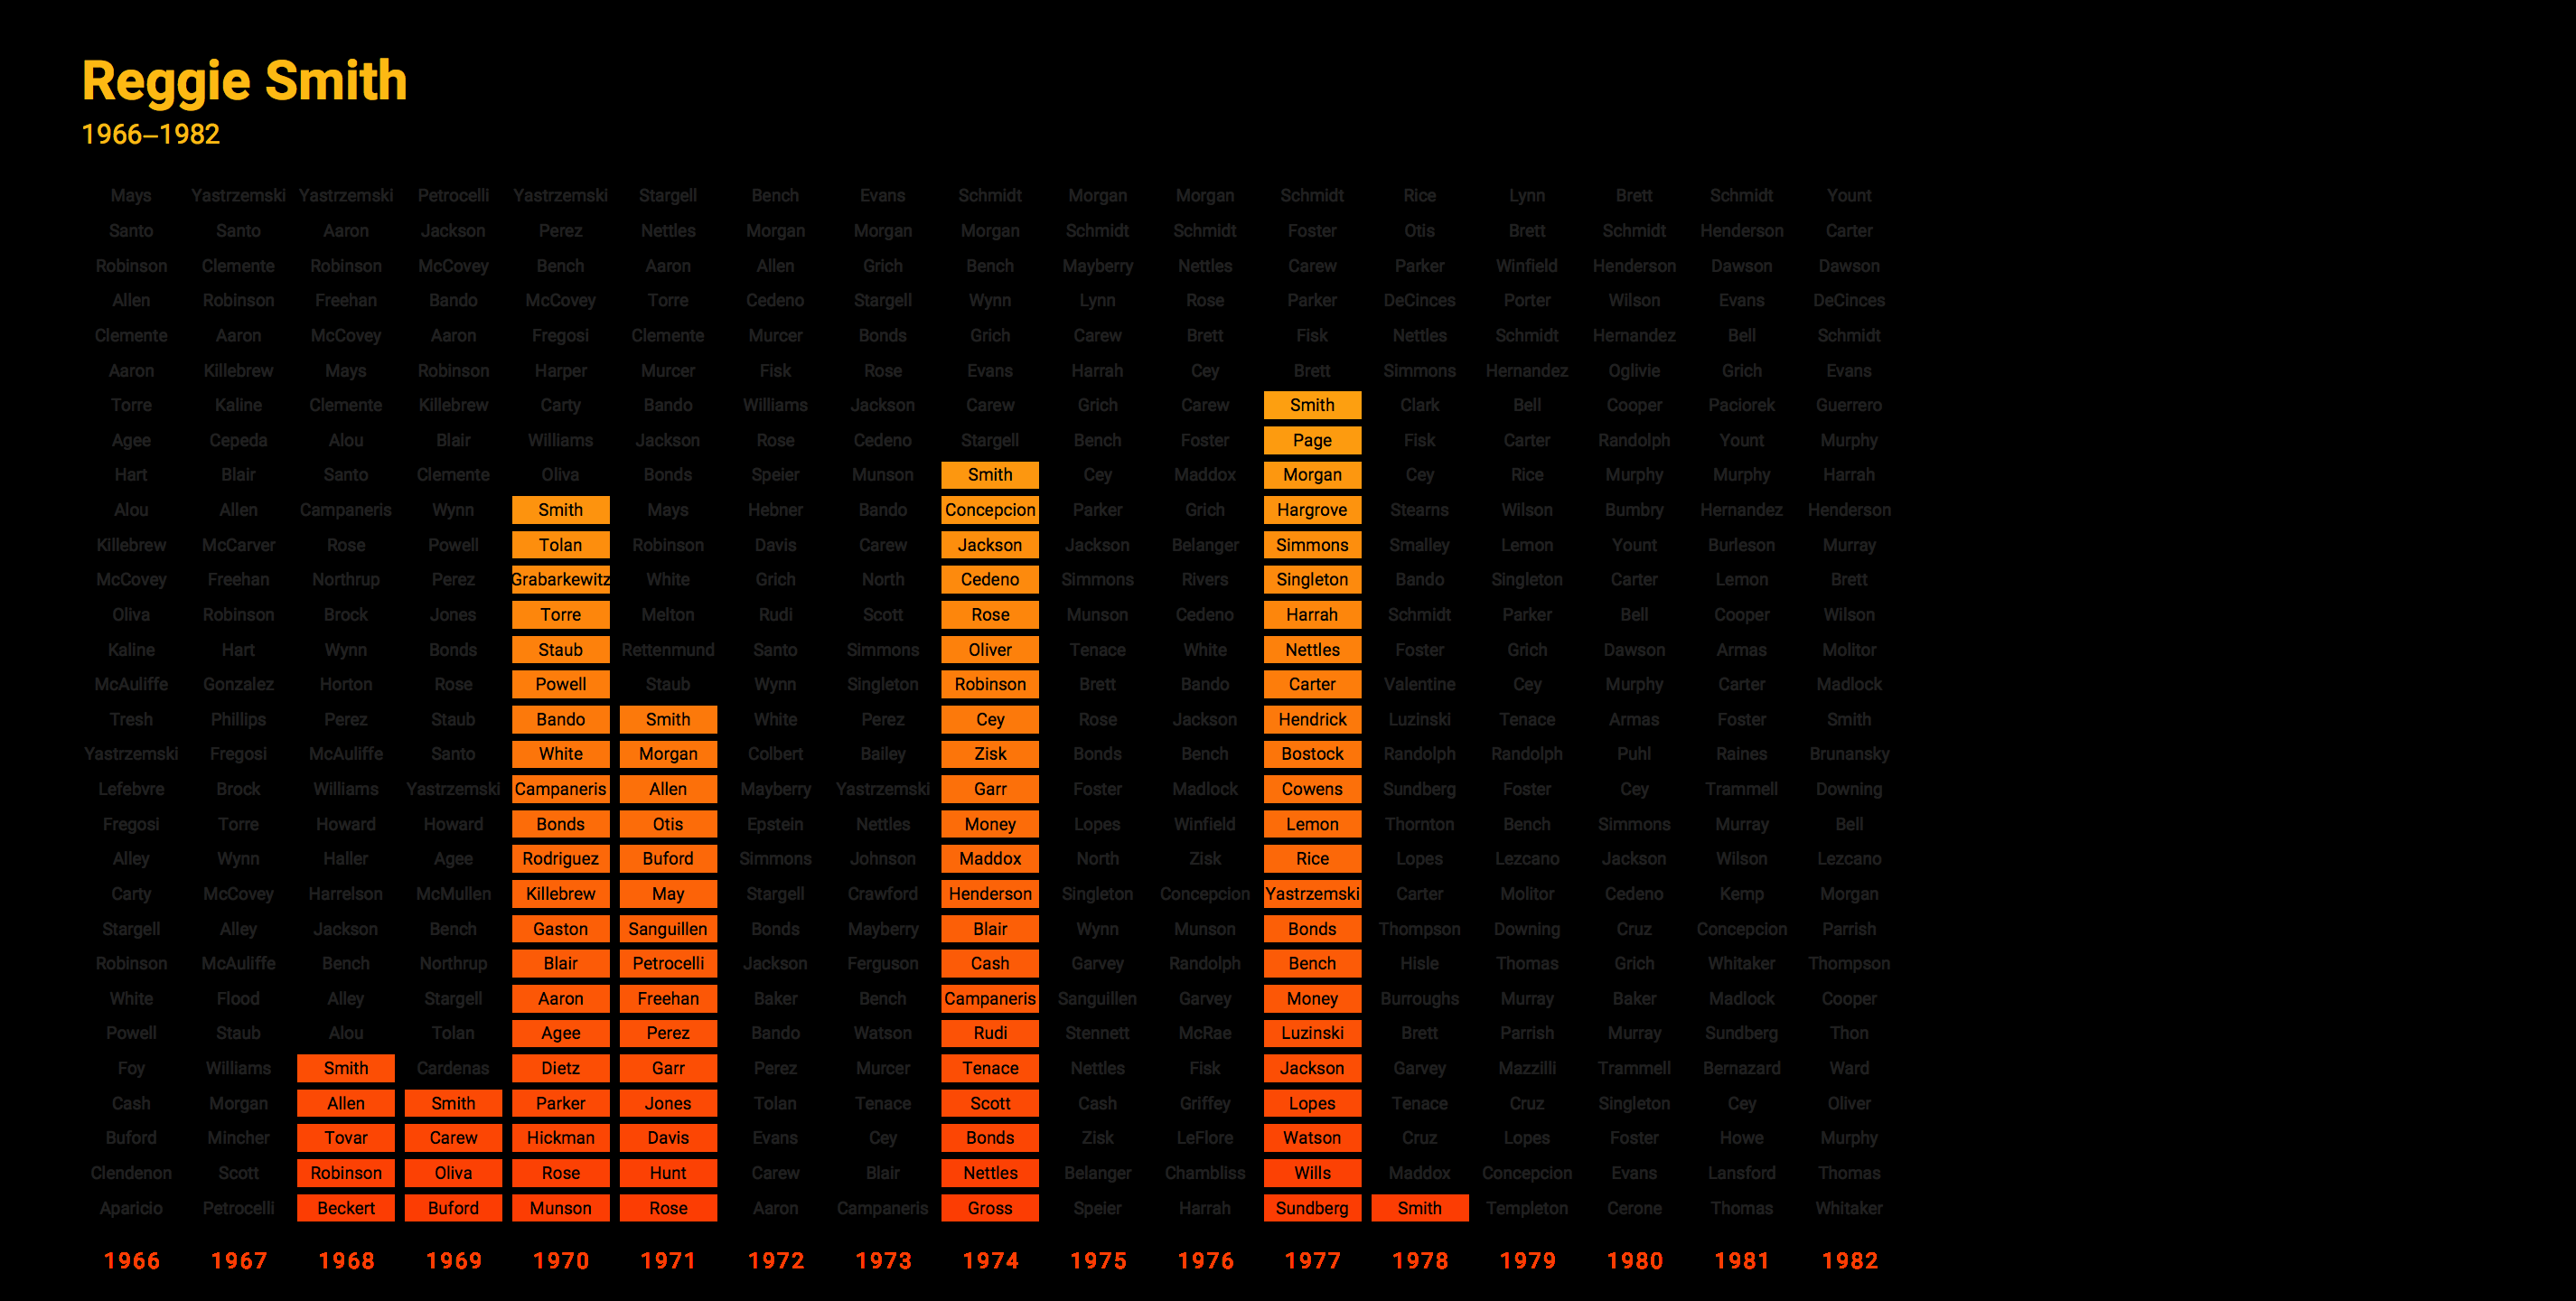 Reggie Smith
1966–1982
Mays Yastrzemski Yastrzemski Petrocelli Yastrzemski Stargell Bench Evans Schmidt Morgan Morgan Schmidt Rice Lynn Brett Schmidt Yount
Santo Santo Aaron Jackson Perez Nettles Morgan Morgan Morgan Schmidt Schmidt Foster Otis Brett Schmidt Henderson Carter
Robinson Clemente Robinson McCovey Bench Aaron Allen Grich Bench Mayberry Nettles Carew Parker Winfield Henderson Dawson Dawson
Allen Robinson Freehan Bando McCovey Torre Cedeno Stargell Wynn Lynn Rose Parker DeCinces Porter Wilson Evans DeCinces
Clemente Aaron McCovey Aaron Fregosi Clemente Murcer Bonds Grich Carew Brett Fisk Nettles Schmidt Hernandez Bell Schmidt
Aaron Killebrew Mays Robinson Harper Murcer Fisk Rose Evans Harrah Cey Brett Simmons Hernandez Oglivie Grich Evans
Torre Kaline Clemente Killebrew Carty Bando Williams Jackson Carew Grich Carew Smith Clark Bell Cooper Paciorek Guerrero
Agee Cepeda Alou Blair Williams Jackson Rose Cedeno Stargell Bench Foster Page Fisk Carter Randolph Yount Murphy
Hart Blair Santo Clemente Oliva Bonds Speier Munson Smith Cey Maddox Morgan Cey Rice Murphy Murphy Harrah
Alou Allen Campaneris Wynn Smith Mays Hebner Bando Concepcion Parker Grich Hargrove Stearns Wilson Bumbry Hernandez Henderson
Killebrew McCarver Rose Powell Tolan Robinson Davis Carew Jackson Jackson Belanger Simmons Smalley Lemon Yount Burleson Murray
McCovey Freehan Northrup Perez Grabarkewitz White Grich North Cedeno Simmons Rivers Singleton Bando Singleton Carter Lemon Brett
Oliva Robinson Brock Jones Torre Melton Rudi Scott Rose Munson Cedeno Harrah Schmidt Parker Bell Cooper Wilson
Kaline Hart Wynn Bonds Staub Rettenmund Santo Simmons Oliver Tenace White Nettles Foster Grich Dawson Armas Molitor
McAuliffe Gonzalez Horton Rose Powell Staub Wynn Singleton Robinson Brett Bando Carter Valentine Cey Murphy Carter Madlock
Tresh Phillips Perez Staub Bando Smith White Perez Cey Rose Jackson Hendrick Luzinski Tenace Armas Foster Smith
Yastrzemski Fregosi McAuliffe Santo White Morgan Colbert Bailey Zisk Bonds Bench Bostock Randolph Randolph Puhl Raines Brunansky
Lefebvre Brock Williams Yastrzemski Campaneris Allen Mayberry Yastrzemski Garr Foster Madlock Cowens Sundberg Foster Cey Trammell Downing
Fregosi Torre Howard Howard Bonds Otis Epstein Nettles Money Lopes Winfield Lemon Thornton Bench Simmons Murray Bell
Alley Wynn Haller Agee Rodriguez Buford Simmons Johnson Maddox North Zisk Rice Lopes Lezcano Jackson Wilson Lezcano
Carty McCovey Harrelson McMullen Killebrew May Stargell Crawford Henderson Singleton Concepcion Yastrzemski Carter Molitor Cedeno Kemp Morgan
Stargell Alley Jackson Bench Gaston Sanguillen Bonds Mayberry Blair Wynn Munson Bonds Thompson Downing Cruz Concepcion Parrish
Robinson McAuliffe Bench Northrup Blair Petrocelli Jackson Ferguson Cash Garvey Randolph Bench Hisle Thomas Grich Whitaker Thompson
White Flood Alley Stargell Aaron Freehan Baker Bench Campaneris Sanguillen Garvey Money Burroughs Murray Baker Madlock Cooper
Powell Staub Alou Tolan Agee Perez Bando Watson Rudi Stennett McRae Luzinski Brett Parrish Murray Sundberg Thon
Foy Williams Smith Cardenas Dietz Garr Perez Murcer Tenace Nettles Fisk Jackson Garvey Mazzilli Trammell Bernazard Ward
Cash Morgan Allen Smith Parker Jones Tolan Tenace Scott Cash Griffey Lopes Tenace Cruz Singleton Cey Oliver
Buford Mincher Tovar Carew Hickman Davis Evans Cey Bonds Zisk LeFlore Watson Cruz Lopes Foster Howe Murphy
Clendenon Scott Robinson Oliva Rose Hunt Carew Blair Nettles Belanger Chambliss Wills Maddox Concepcion Evans Lansford Thomas
Aparicio Petrocelli Beckert Buford Munson Rose Aaron Campaneris Gross Speier Harrah Sundberg Smith Templeton Cerone Thomas Whitaker
1966 1967 1968 1969 1970 1971 1972 1973 1974 1975 1976 1977 1978 1979 1980 1981 1982